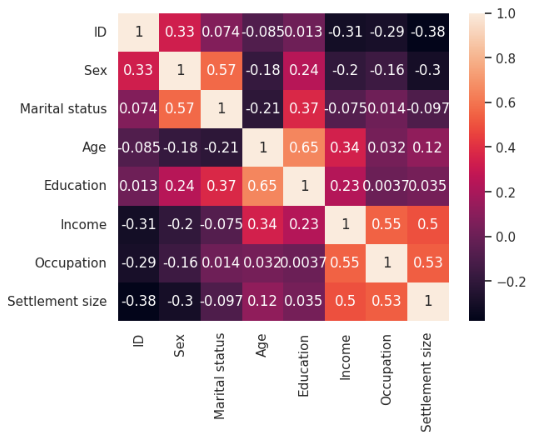 ID 1 0.33 0.074 -0.085 0.013 -0.31 -0.29 -0.38
Sex 0.33 1 0.57 -0.18 0.24 -0.2 -0.16 -0.3
Marital status 0.074 0.57 1 -0.21 0.37 -0.075 0.014 -0.097
Age -0.085 -0.18 -0.21 1 0.65 0.34 0.032 0.12
Education 0.013 0.24 0.37 0.65 1 0.23 0.0037 0.035
Income -0.31 -0.2 -0.075 0.34 0.23 1 0.55 0.5
Occupation -0.29 -0.16 0.014 0.032 0.0037 0.55 1 0.53
Settlement size -0.38 -0.3 -0.097 0.12 0.035 0.5 0.53 1
ID
Sex
Marital status
Age
Education
Income
Occupation
Settlement size
1.0
0.8
0.6
0.4
0.2
0.0
−0.2